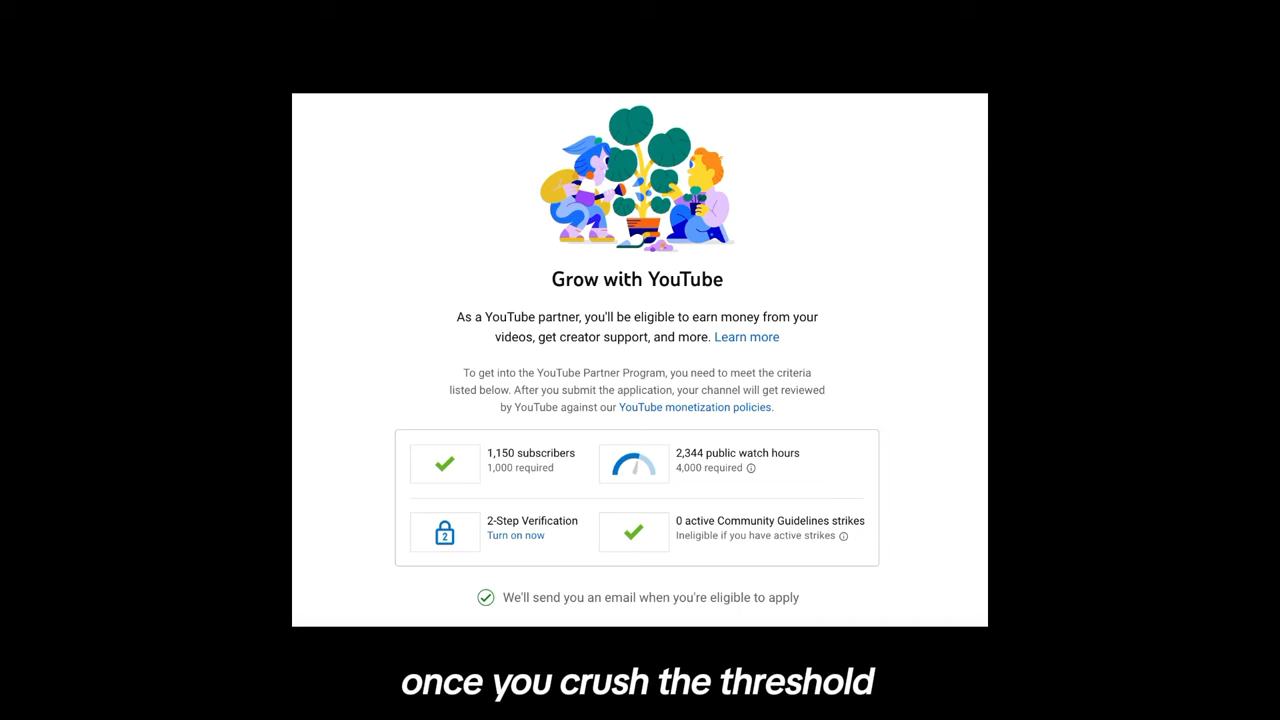 Grow with YouTube
As a YouTube partner, you'll be eligible to earn money from your
videos, get creator support, and more. Learn more
To get into the YouTube Partner Program, you need to meet the criteria
listed below. After you submit the application, your channel will get reviewed
by YouTube against our YouTube monetization policies.
1,150 subscribers
1,000 required
2,344 public watch hours
4,000 required
2
2-Step Verification
Turn on now
0 active Community Guidelines strikes
Ineligible if you have active strikes
We'll send you an email when you're eligible to apply
once you crush the threshold